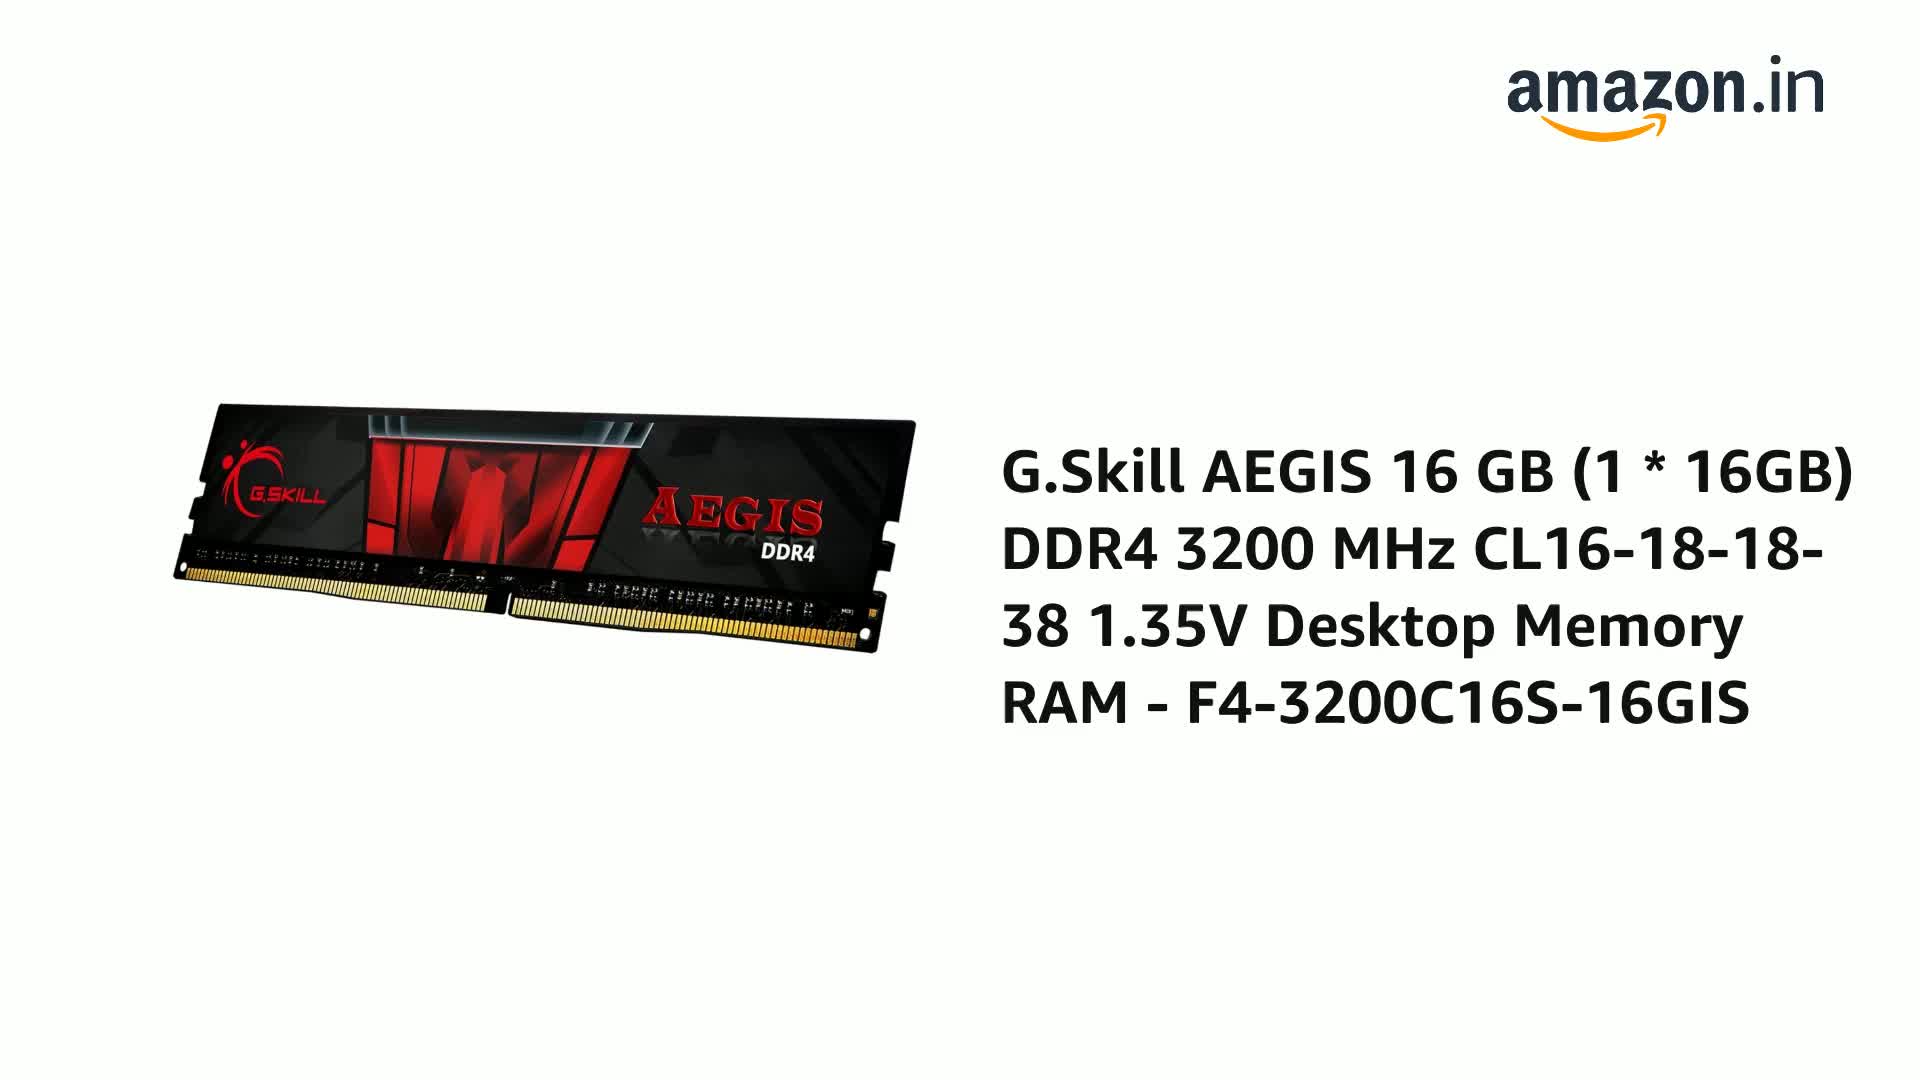 amazon.in
G.SKILL
AEGIS
DDR4
G.Skill AEGIS 16 GB (1 * 16GB)
DDR4 3200 MHz CL16-18-18-
38 1.35V Desktop Memory
RAM - F4-3200C16S-16GIS